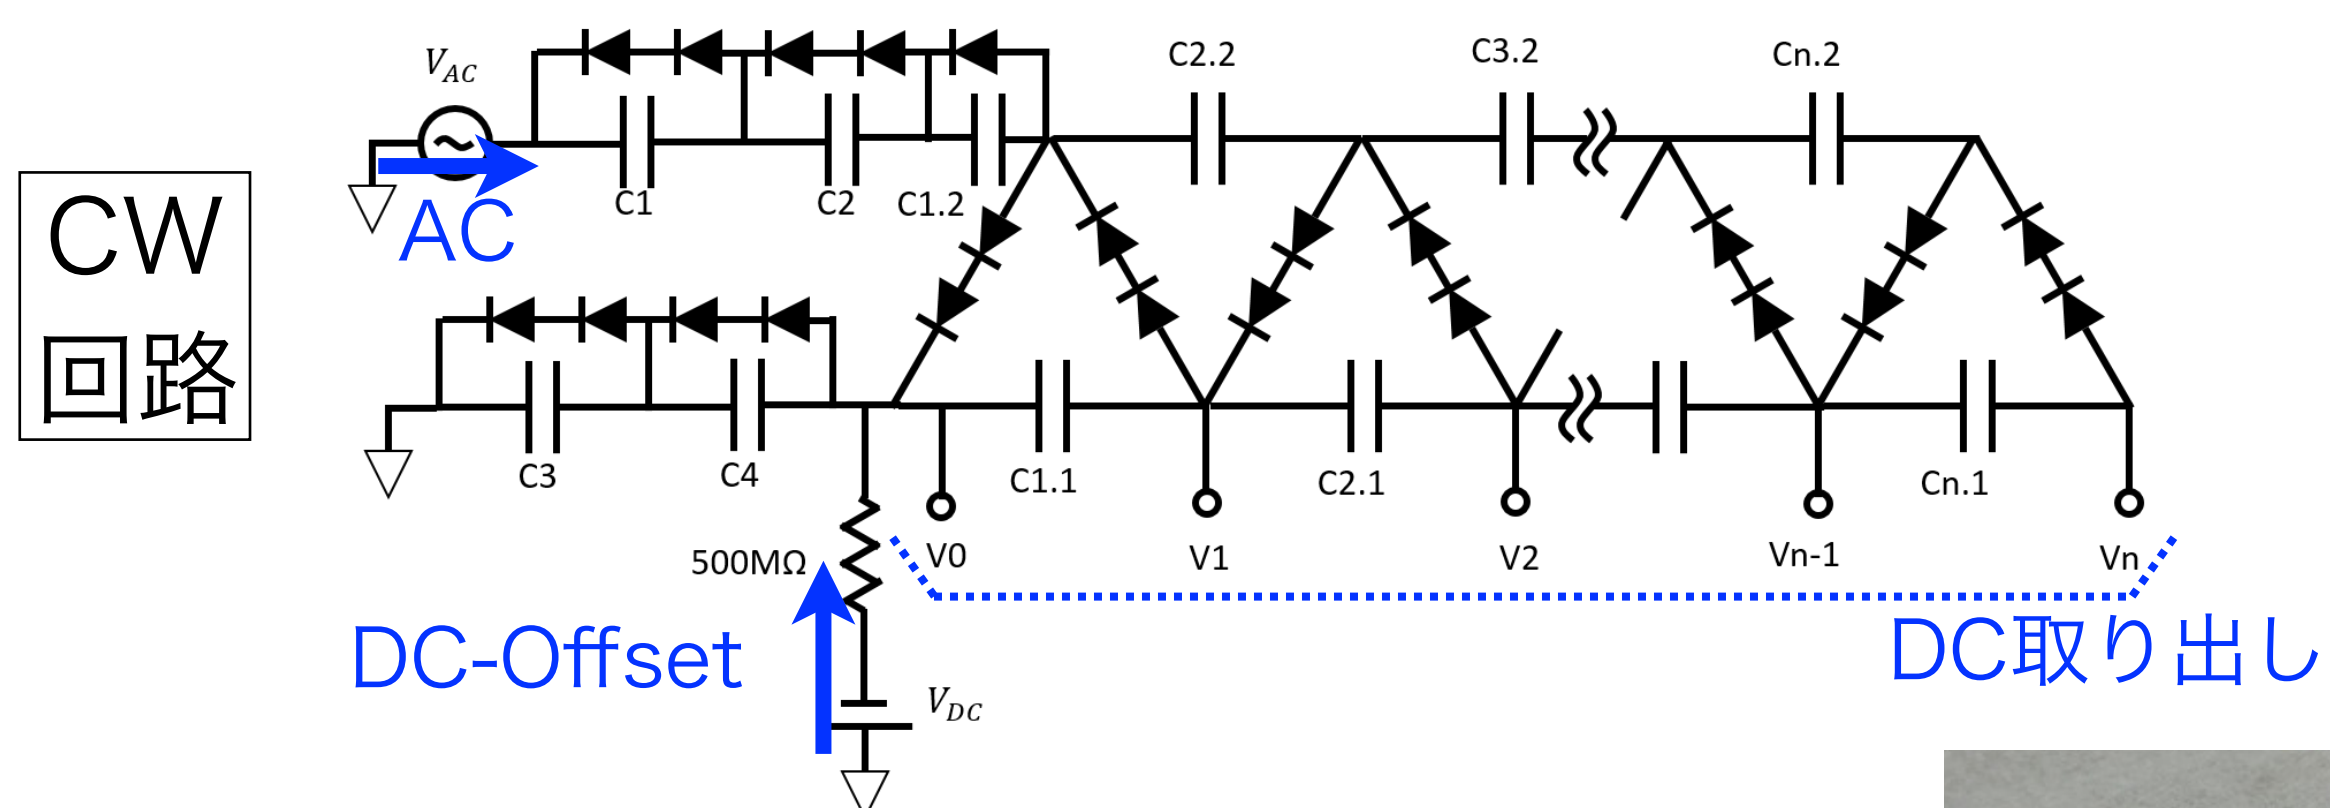 CW
回路
V_AC
AC
C1
C2
C1.2
C2.2
C3.2
Cn.2
C3
C4
C1.1
C2.1
Cn.1
500MΩ
V0
V1
V2
Vn-1
Vn
DC-Offset
V_DC
DC取り出し